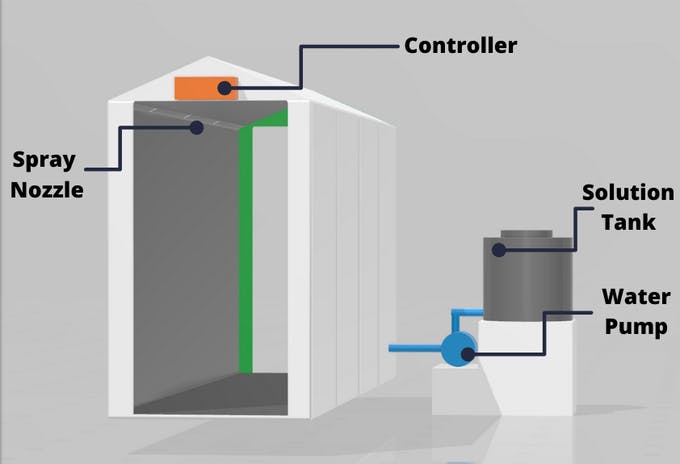 Controller
Spray
Nozzle
Solution
Tank
Water
Pump